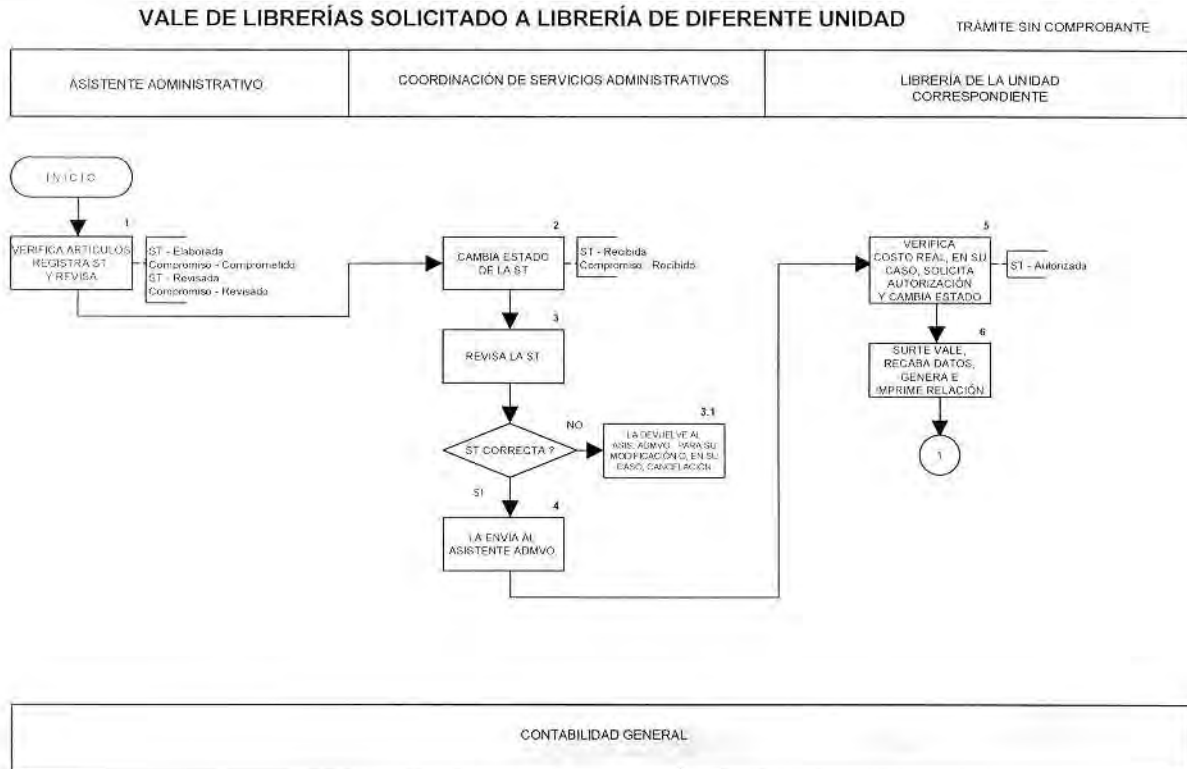 VALE DE LIBRERÍAS SOLICITADO A LIBRERÍA DE DIFERENTE UNIDAD
TRÁMITE SIN COMPROBANTE
ASISTENTE ADMINISTRATIVO
COORDINACIÓN DE SERVICIOS ADMINISTRATIVOS
LIBRERÍA DE LA UNIDAD
CORRESPONDIENTE
INICIO
1
VERIFICA ARTICULOS
REGISTRA ST
Y REVISA
ST - Elaborada
Compromiso - Comprometido
ST - Revisada
Compromiso - Revisado
2
CAMBIA ESTADO
DE LA ST
ST - Recibida
Compromiso - Recibido
3
REVISA LA ST
ST CORRECTA ?
NO
3.1
LA DEVUELVE AL
ASIS. ADMVO. PARA SU
MODIFICACIÓN O, EN SU
CASO, CANCELACIÓN
SI
4
LA ENVÍA AL
ASISTENTE ADMVO.
5
VERIFICA
COSTO REAL, EN SU
CASO, SOLICITA
AUTORIZACIÓN
Y CAMBIA ESTADO
ST - Autorizada
6
SURTE VALE,
RECABA DATOS,
GENERA E
IMPRIME RELACIÓN
1
CONTABILIDAD GENERAL